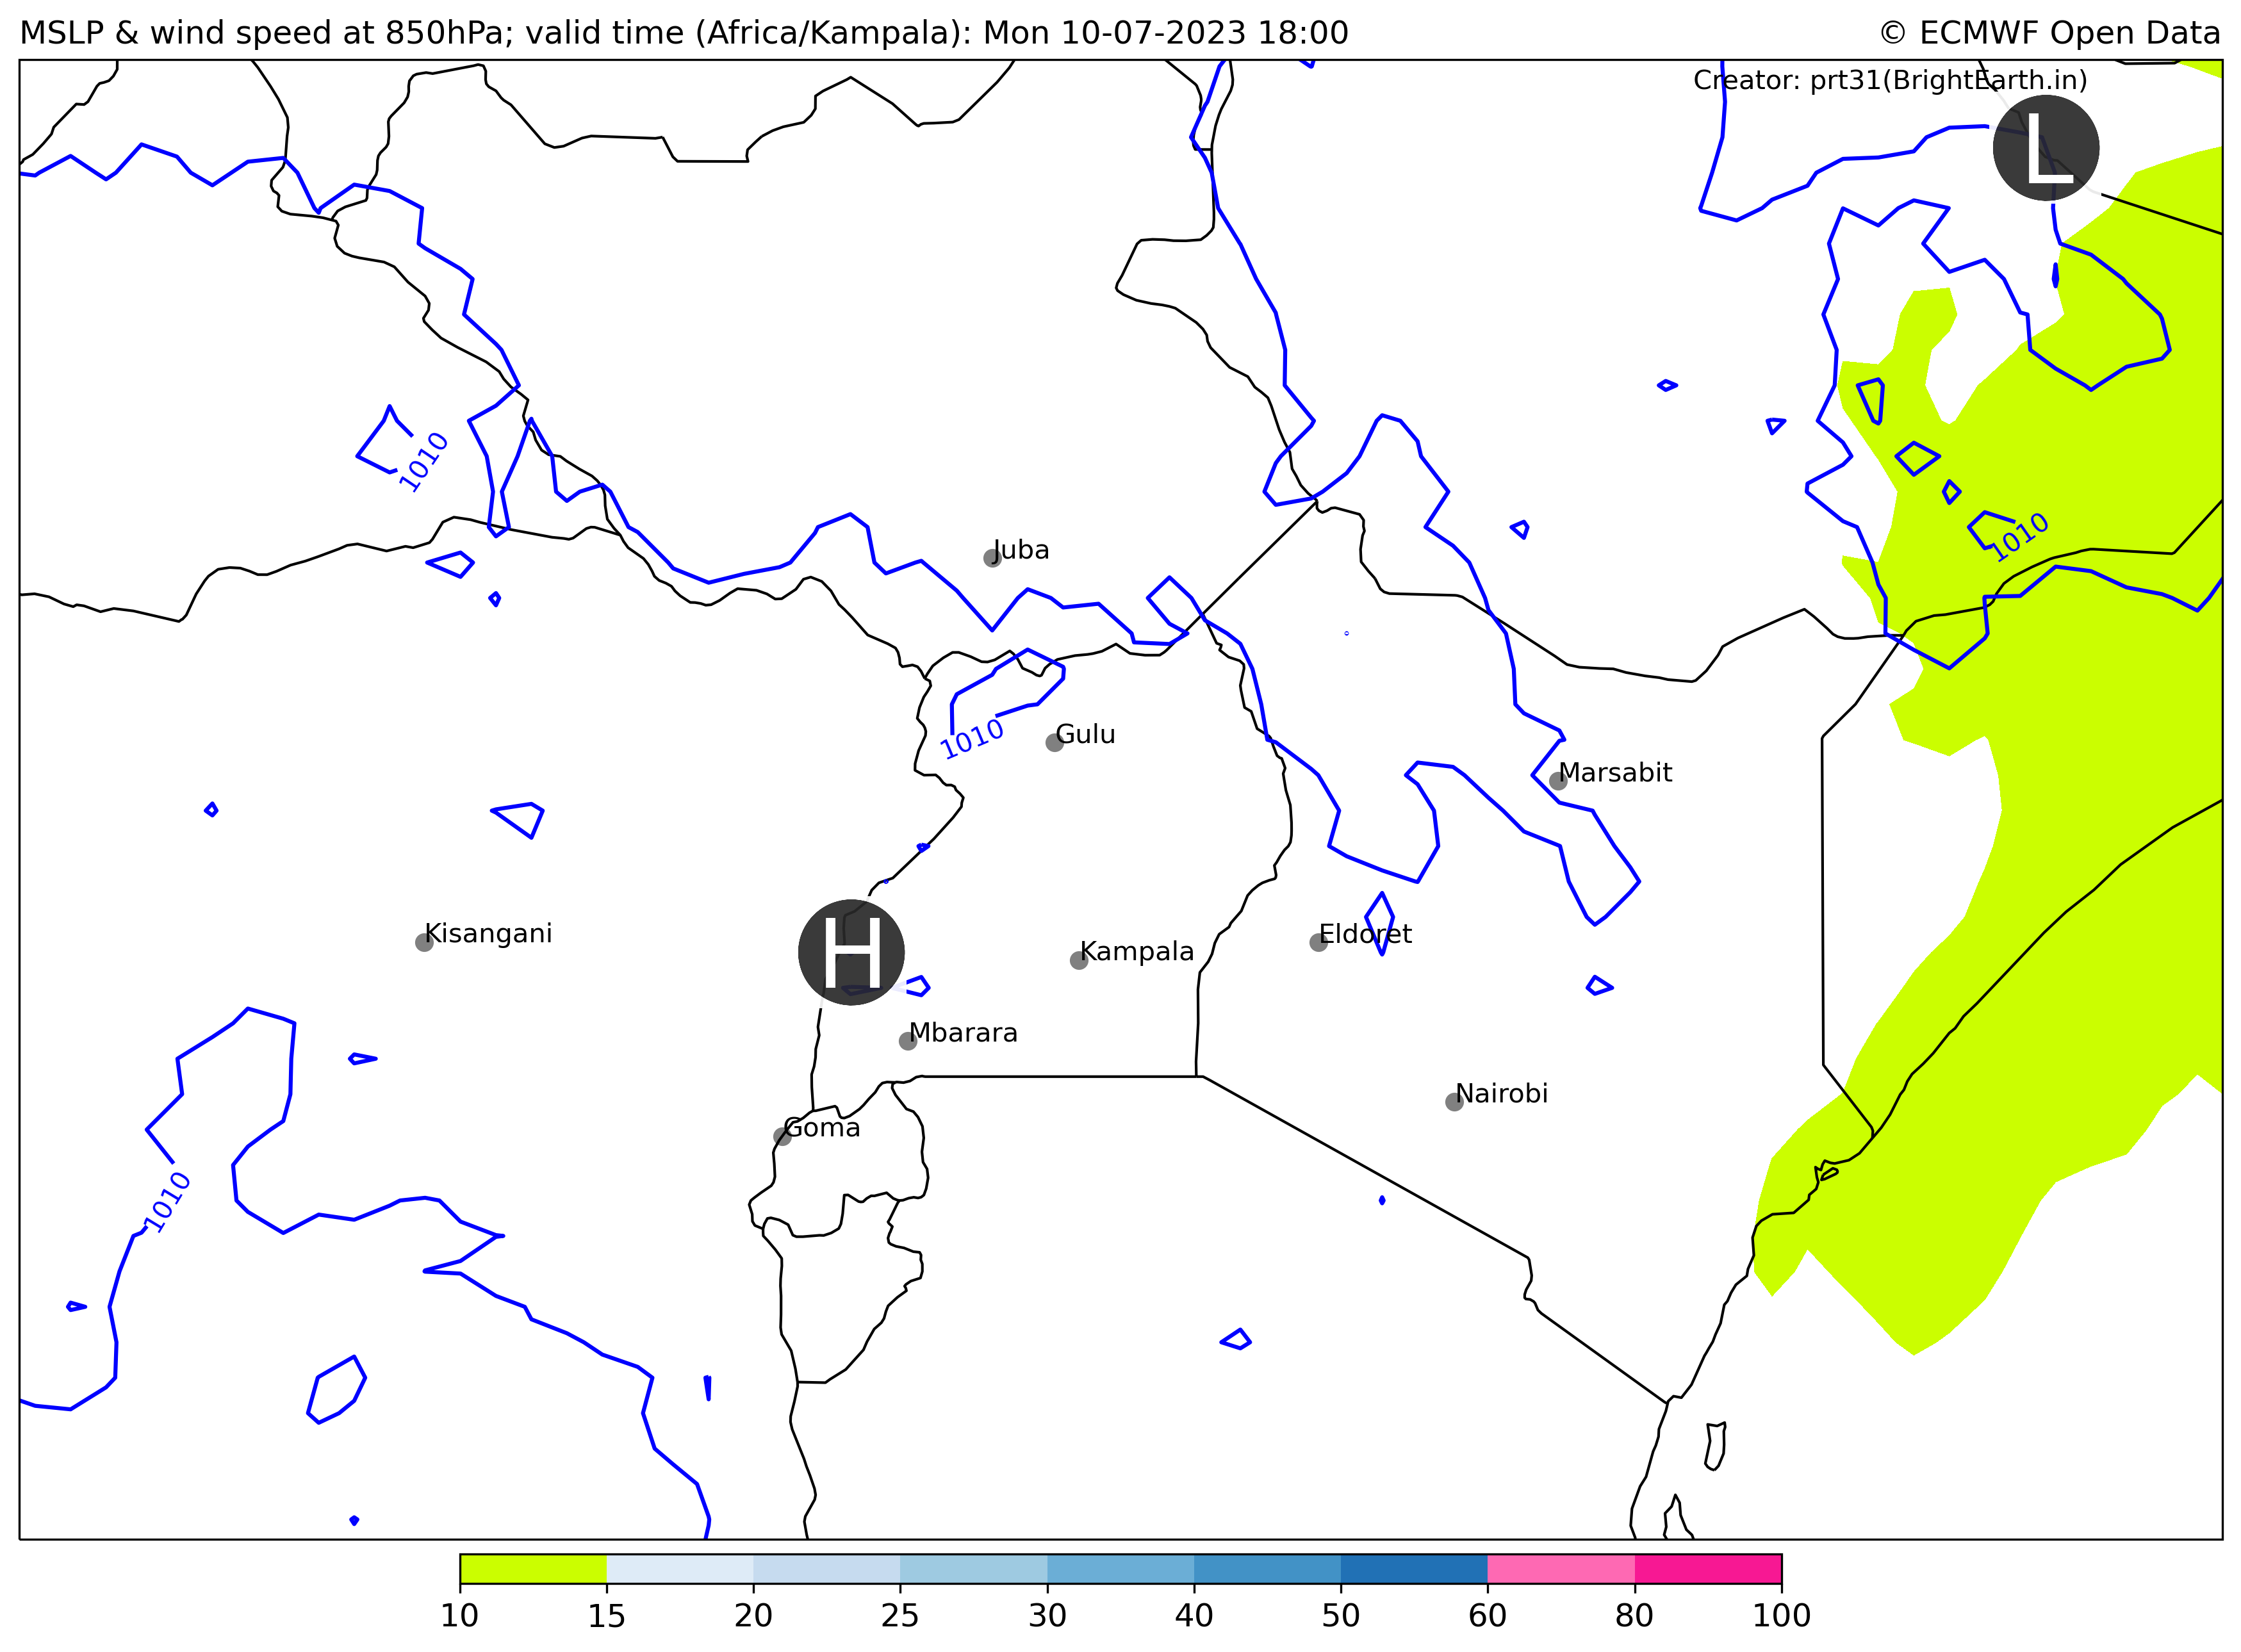 MSLP & wind speed at 850hPa; valid time (Africa/Kampala): Mon 10-07-2023 18:00
© ECMWF Open Data
Creator: prt31(BrightEarth.in)
L
1010
1010
Juba
1010
Gulu
Marsabit
Kisangani
H
Kampala
Eldoret
Mbarara
Nairobi
Goma
1010
10 15 20 25 30 40 50 60 80 100